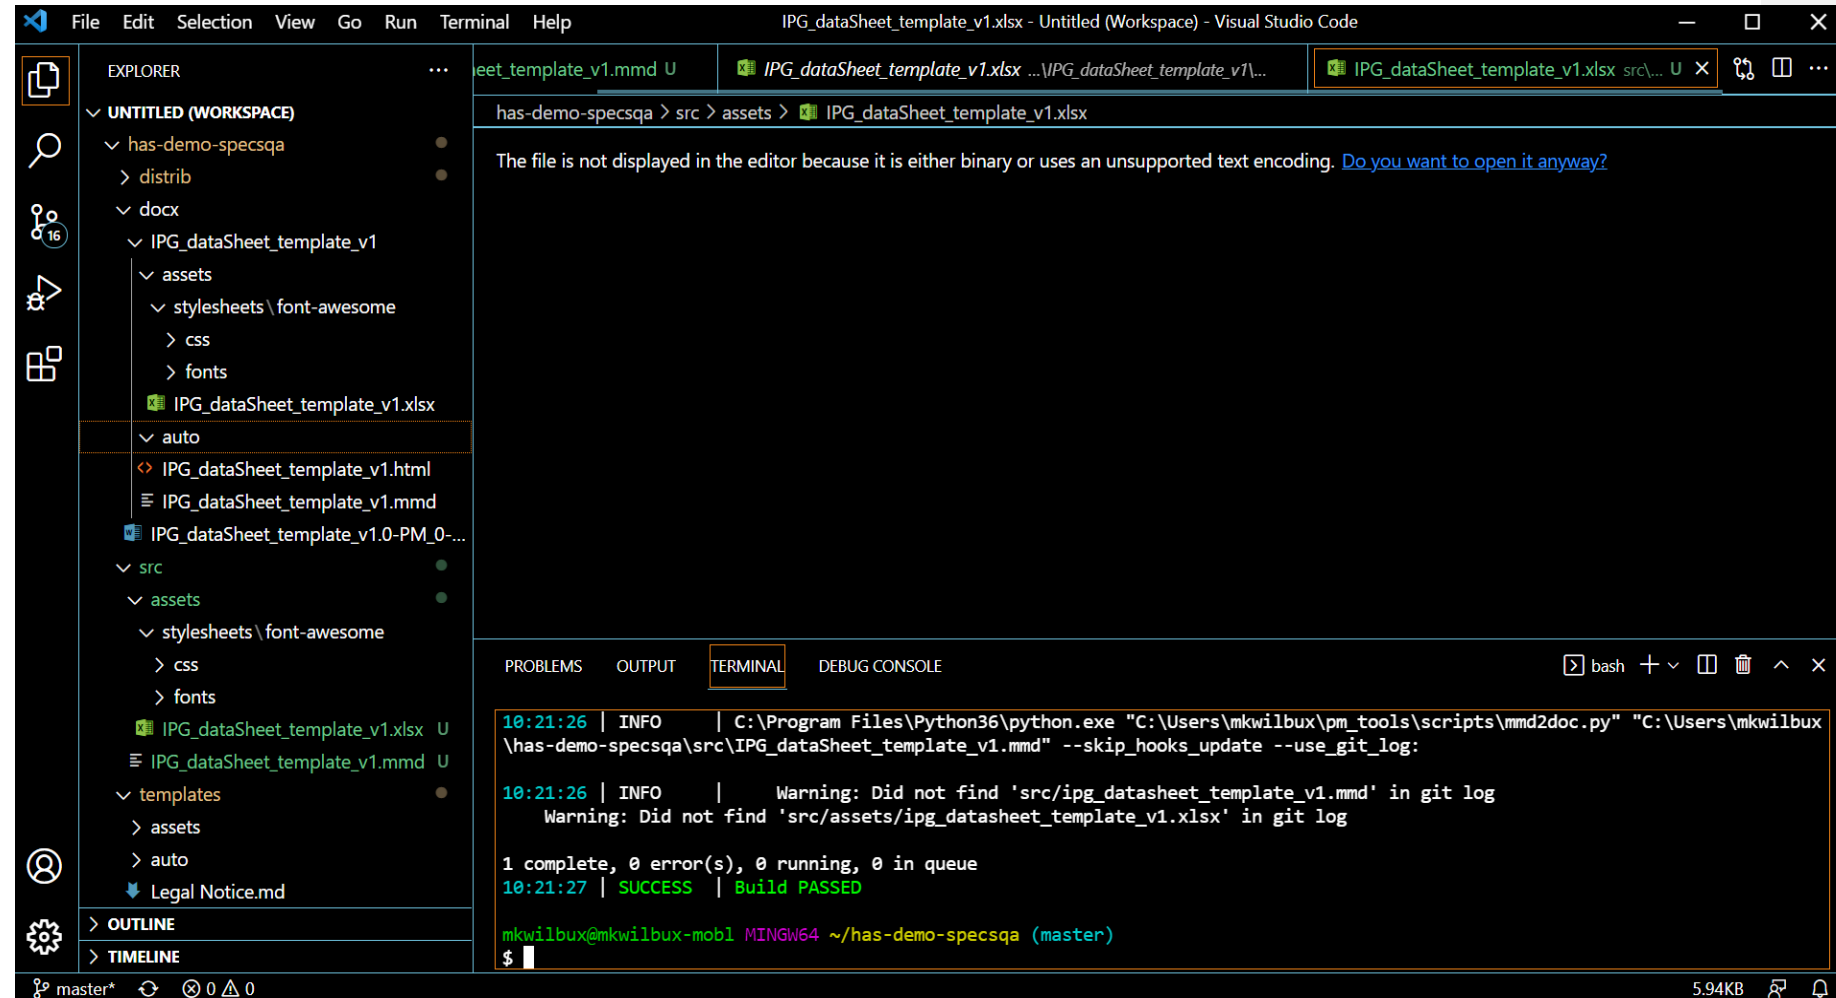 File Edit Selection View Go Run Terminal Help IPG_dataSheet_template_v1.xlsx - Untitled (Workspace) - Visual Studio Code
EXPLORER ···
eet_template_v1.mmd U IPG_dataSheet_template_v1.xlsx ...\IPG_dataSheet_template_v1\... IPG_dataSheet_template_v1.xlsx src\... U
has-demo-specsqa > src > assets > IPG_dataSheet_template_v1.xlsx
The file is not displayed in the editor because it is either binary or uses an unsupported text encoding. Do you want to open it anyway?
UNTITLED (WORKSPACE)
has-demo-specsqa
distrib
docx
16
IPG_dataSheet_template_v1
assets
stylesheets\font-awesome
css
fonts
IPG_dataSheet_template_v1.xlsx
auto
IPG_dataSheet_template_v1.html
IPG_dataSheet_template_v1.mmd
IPG_dataSheet_template_v1.0-PM_0-...
src
assets
stylesheets\font-awesome
css
fonts
IPG_dataSheet_template_v1.xlsx U
IPG_dataSheet_template_v1.mmd U
templates
assets
auto
Legal Notice.md
OUTLINE
TIMELINE
PROBLEMS OUTPUT TERMINAL DEBUG CONSOLE bash
10:21:26 | INFO | C:\Program Files\Python36\python.exe "C:\Users\mkwilbux\pm_tools\scripts\mmd2doc.py" "C:\Users\mkwilbux
\has-demo-specsqa\src\IPG_dataSheet_template_v1.mmd" --skip_hooks_update --use_git_log:
10:21:26 | INFO | Warning: Did not find 'src/ipg_datasheet_template_v1.mmd' in git log
Warning: Did not find 'src/assets/ipg_datasheet_template_v1.xlsx' in git log
1 complete, 0 error(s), 0 running, 0 in queue
10:21:27 | SUCCESS | Build PASSED
mkwilbux@mkwilbux-mobl MINGW64 ~/has-demo-specsqa (master)
$
master* 0 0 5.94KB